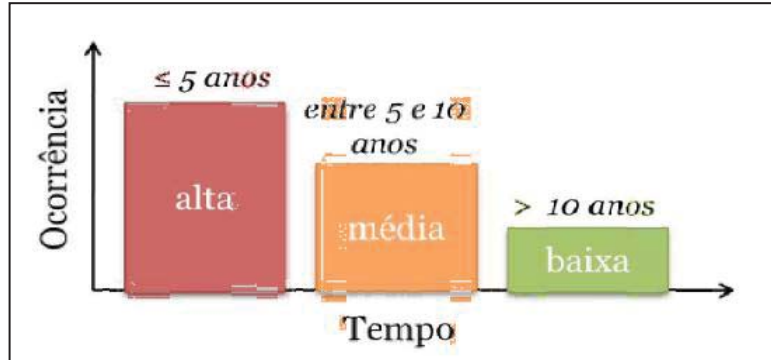 ≤ 5 anos
entre 5 e 10
anos
> 10 anos
Ocorrência
alta
média
baixa
Tempo